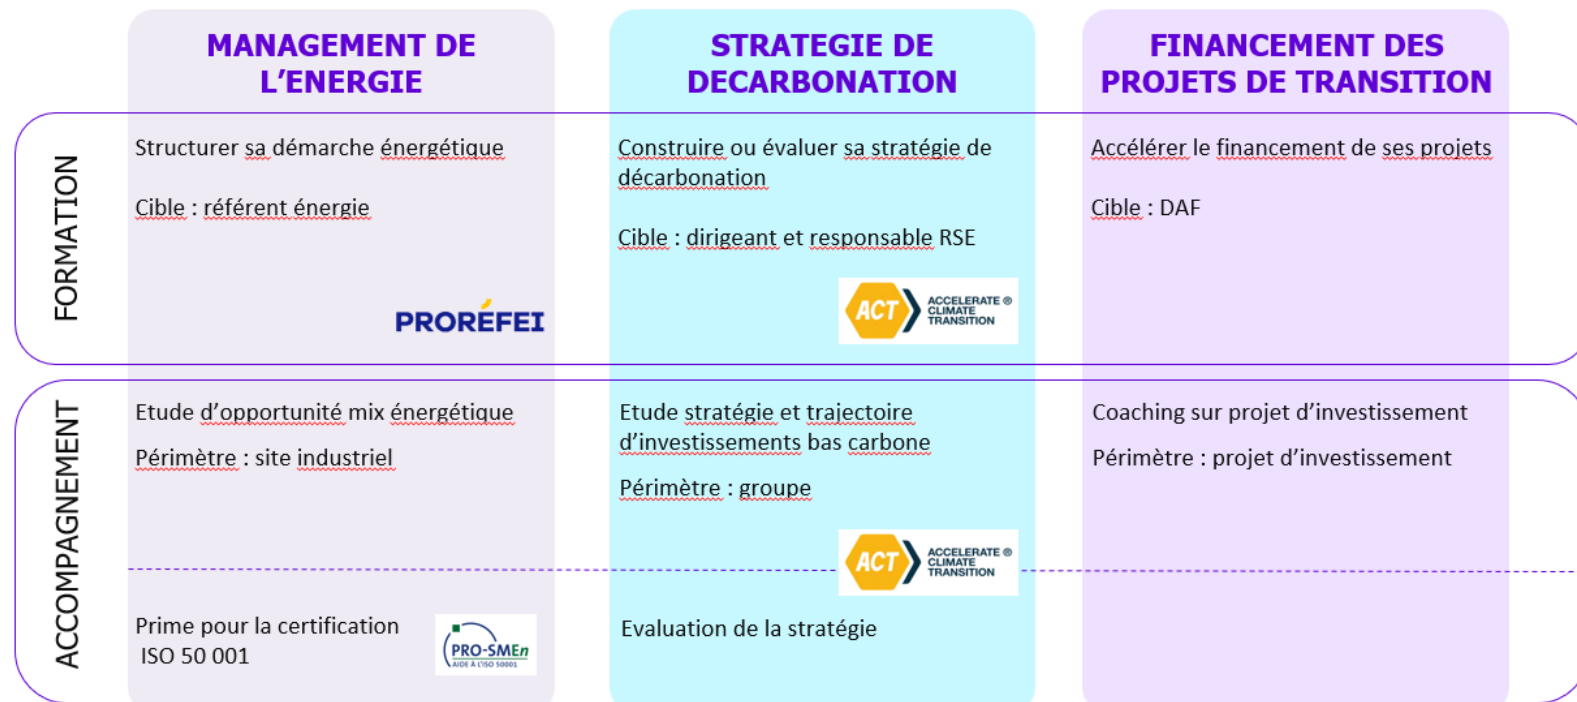 MANAGEMENT DE
L’ENERGIE
STRATEGIE DE
DECARBONATION
FINANCEMENT DES
PROJETS DE TRANSITION
FORMATION
Structurer sa démarche énergétique
Cible : référent énergie
PRORÉFEI
Construire ou évaluer sa stratégie de
décarbonation
Cible : dirigeant et responsable RSE
ACT
ACCELERATE ®
CLIMATE
TRANSITION
Accélérer le financement de ses projets
Cible : DAF
ACCOMPAGNEMENT
Etude d’opportunité mix énergétique
Périmètre : site industriel
Etude stratégie et trajectoire
d’investissements bas carbone
Périmètre : groupe
ACT
ACCELERATE ®
CLIMATE
TRANSITION
Coaching sur projet d’investissement
Périmètre : projet d’investissement
Prime pour la certification
ISO 50 001
PRO-SMEn
AIDE À L’ISO 50001
Evaluation de la stratégie